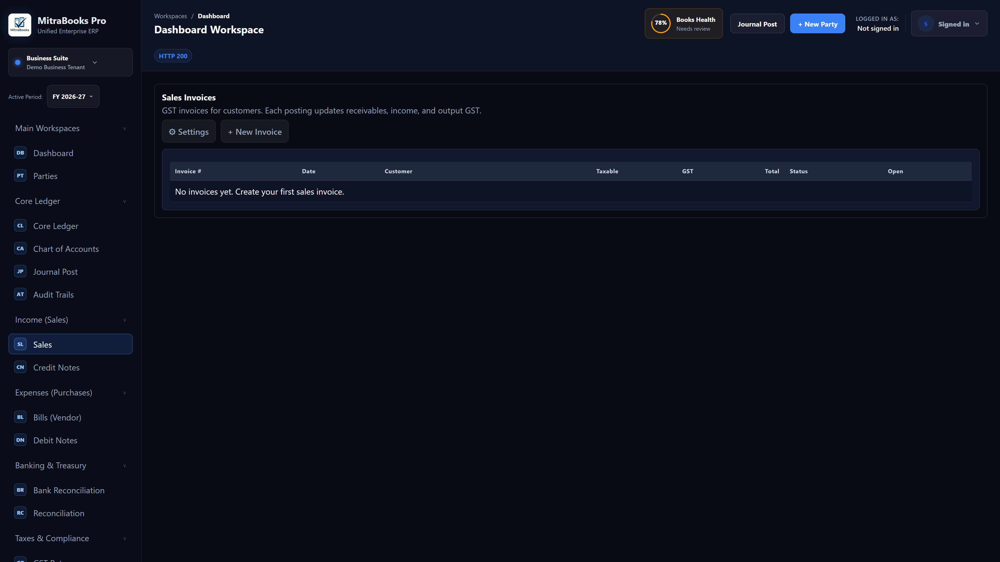 MitraBooks
MitraBooks Pro
Unified Enterprise ERP
Business Suite
Demo Business Tenant
Active Period:
FY 2026-27
Main Workspaces
v
DB
Dashboard
PT
Parties
Core Ledger
v
CL
Core Ledger
CA
Chart of Accounts
JP
Journal Post
AT
Audit Trails
Income (Sales)
v
SL
Sales
CN
Credit Notes
Expenses (Purchases)
v
BL
Bills (Vendor)
DN
Debit Notes
Banking & Treasury
v
BR
Bank Reconciliation
RC
Reconciliation
Taxes & Compliance
v
Workspaces / Dashboard
Dashboard Workspace
78%
Books Health
Needs review
Journal Post
+ New Party
LOGGED IN AS:
Not signed in
S
Signed in
HTTP 200
Sales Invoices
GST invoices for customers. Each posting updates receivables, income, and output GST.
⚙ Settings
+ New Invoice
Invoice # Date Customer Taxable GST Total Status Open
No invoices yet. Create your first sales invoice.